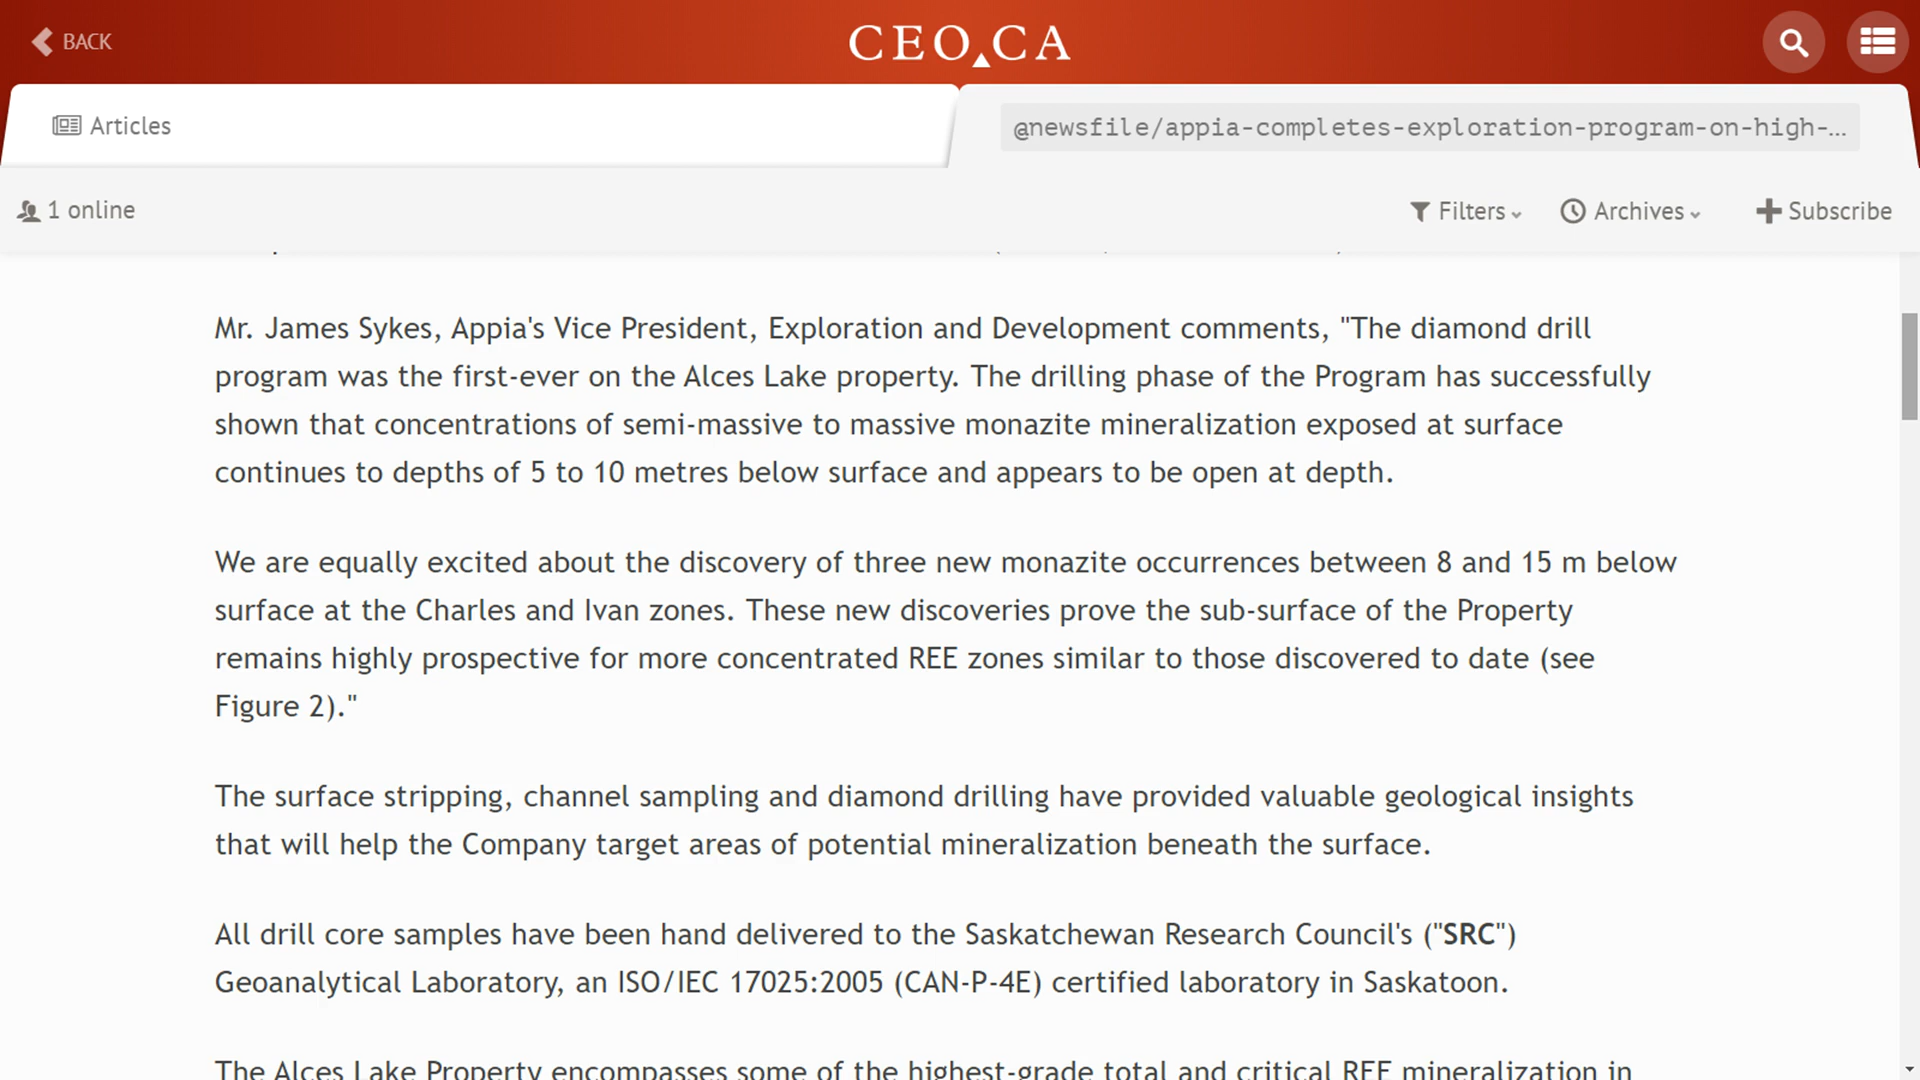 BACK
CEO.CA
Articles
@newsfile/appia-completes-exploration-program-on-high-...
1 online
Filters
Archives
Subscribe
Mr. James Sykes, Appia's Vice President, Exploration and Development comments, "The diamond drill
program was the first-ever on the Alces Lake property. The drilling phase of the Program has successfully
shown that concentrations of semi-massive to massive monazite mineralization exposed at surface
continues to depths of 5 to 10 metres below surface and appears to be open at depth.
We are equally excited about the discovery of three new monazite occurrences between 8 and 15 m below
surface at the Charles and Ivan zones. These new discoveries prove the sub-surface of the Property
remains highly prospective for more concentrated REE zones similar to those discovered to date (see
Figure 2)."
The surface stripping, channel sampling and diamond drilling have provided valuable geological insights
that will help the Company target areas of potential mineralization beneath the surface.
All drill core samples have been hand delivered to the Saskatchewan Research Council's ("SRC")
Geoanalytical Laboratory, an ISO/IEC 17025:2005 (CAN-P-4E) certified laboratory in Saskatoon.
The Alces Lake Property encompasses some of the highest-grade total and critical REE mineralization in